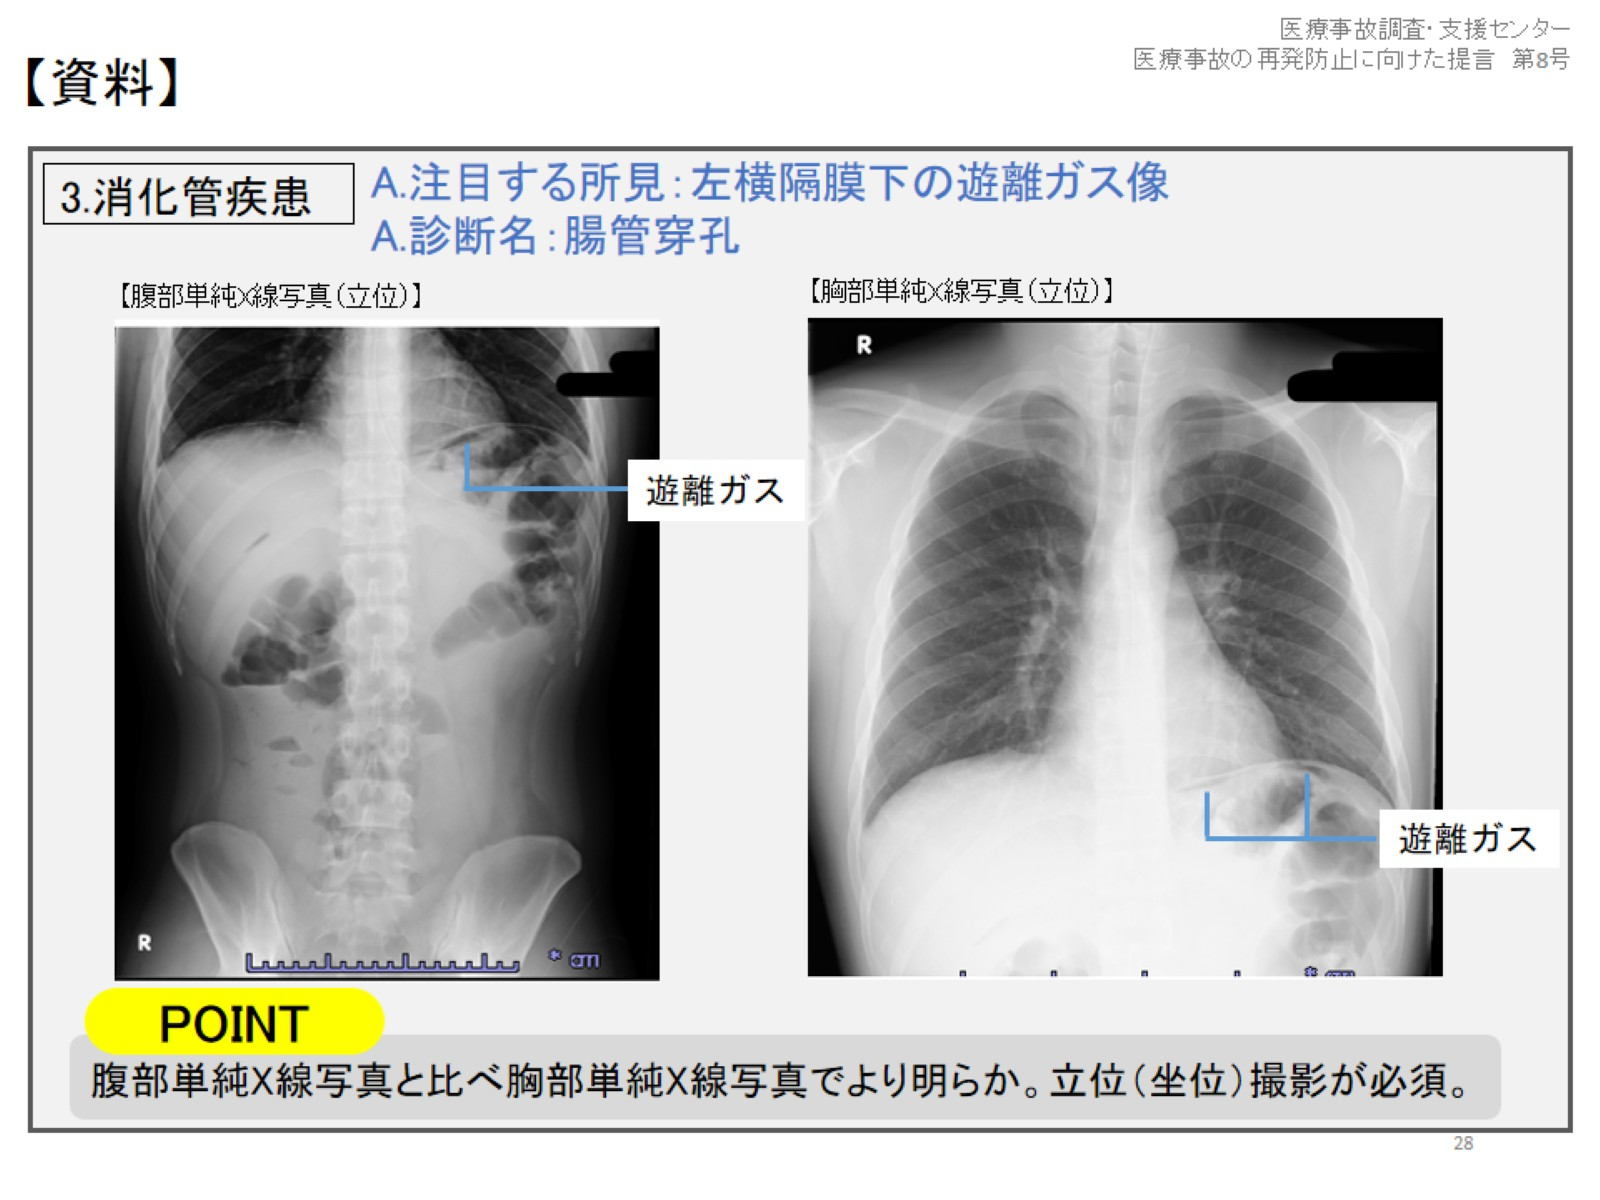 医療事故調査・支援センター
医療事故の再発防止に向けた提言 第8号
【資料】
3.消化管疾患
A.注目する所見：左横隔膜下の遊離ガス像
A.診断名：腸管穿孔
【腹部単純X線写真（立位）】
【胸部単純X線写真（立位）】
R
遊離ガス
遊離ガス
R
* cm
POINT
腹部単純X線写真と比べ胸部単純X線写真でより明らか。立位（坐位）撮影が必須。
28